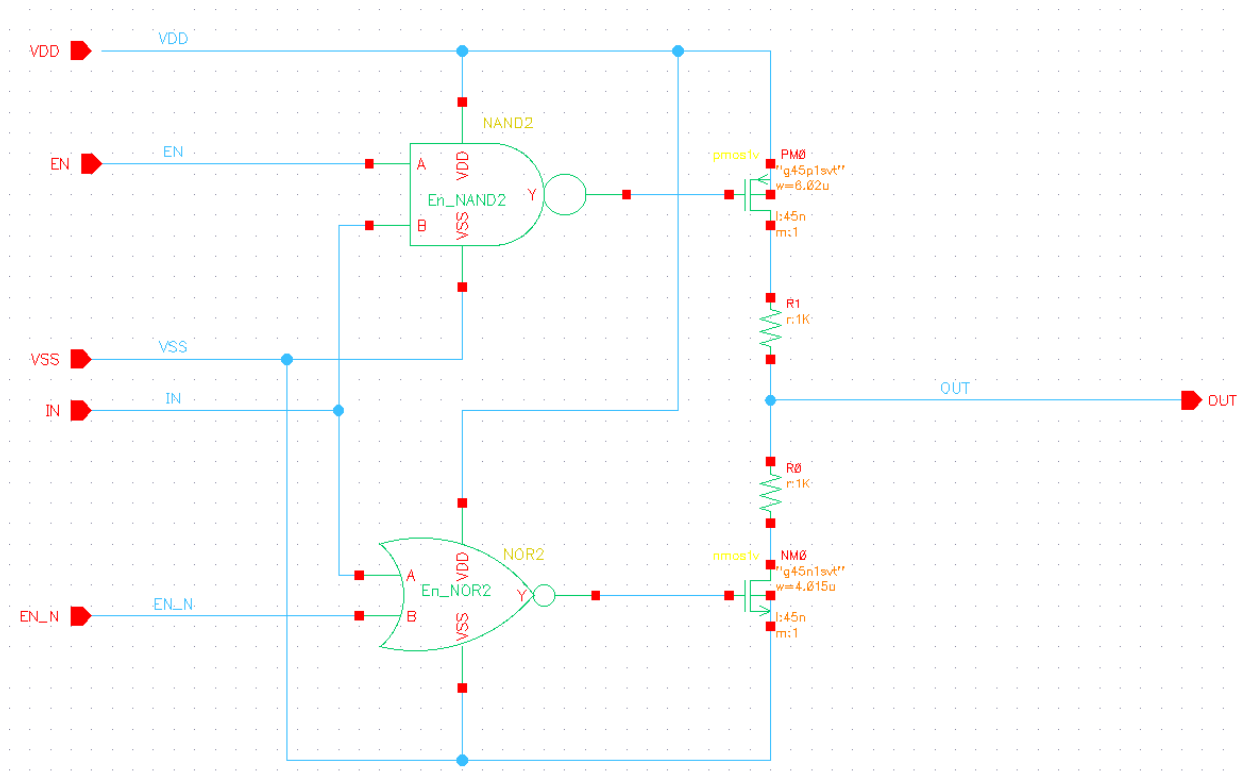 VDD
VDD
NAND2
EN
EN
A
VDD
Y
En_NAND2
B
VSS
pmos1v
PM0
"g45p1svt"
w=6.02u
l:45n
m:1
R1
r:1K
VSS
VSS
IN
IN
OUT
OUT
R0
r:1K
NOR2
A
VDD
Y
En_NOR2
B
VSS
EN_N
EN_N
nmos1v
NM0
"g45n1svt"
w=4.015u
l:45n
m:1